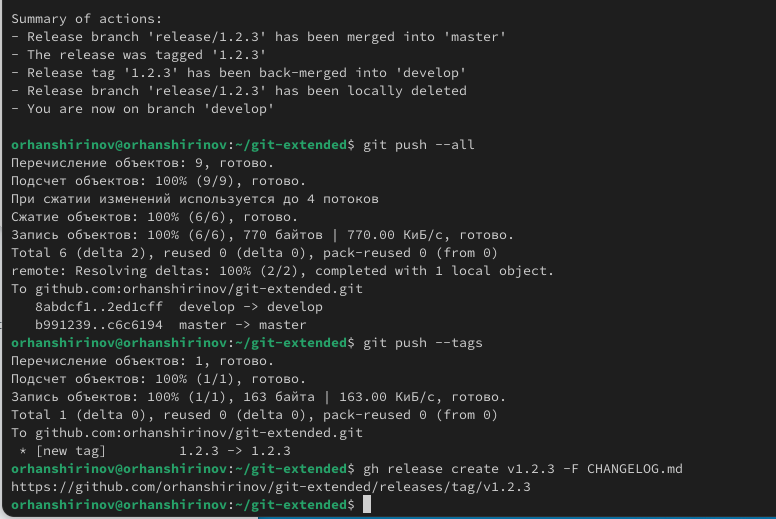 Summary of actions:
- Release branch 'release/1.2.3' has been merged into 'master'
- The release was tagged '1.2.3'
- Release tag '1.2.3' has been back-merged into 'develop'
- Release branch 'release/1.2.3' has been locally deleted
- You are now on branch 'develop'
orhanshirinov@orhanshirinov:~/git-extended$ git push --all
Перечисление объектов: 9, готово.
Подсчет объектов: 100% (9/9), готово.
При сжатии изменений используется до 4 потоков
Сжатие объектов: 100% (6/6), готово.
Запись объектов: 100% (6/6), 770 байтов | 770.00 КиБ/с, готово.
Total 6 (delta 2), reused 0 (delta 0), pack-reused 0 (from 0)
remote: Resolving deltas: 100% (2/2), completed with 1 local object.
To github.com:orhanshirinov/git-extended.git
   8abdcf1..2ed1cff  develop -> develop
   b991239..c6c6194  master -> master
orhanshirinov@orhanshirinov:~/git-extended$ git push --tags
Перечисление объектов: 1, готово.
Подсчет объектов: 100% (1/1), готово.
Запись объектов: 100% (1/1), 163 байта | 163.00 КиБ/с, готово.
Total 1 (delta 0), reused 0 (delta 0), pack-reused 0 (from 0)
To github.com:orhanshirinov/git-extended.git
 * [new tag]         1.2.3 -> 1.2.3
orhanshirinov@orhanshirinov:~/git-extended$ gh release create v1.2.3 -F CHANGELOG.md
https://github.com/orhanshirinov/git-extended/releases/tag/v1.2.3
orhanshirinov@orhanshirinov:~/git-extended$